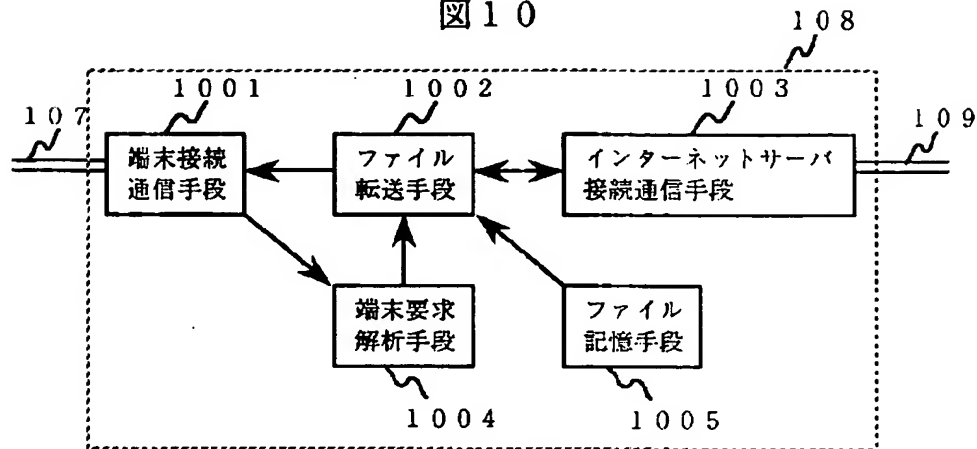 図10
108
1001
1002
1003
107
109
端末接続
通信手段
ファイル
転送手段
インターネットサーバ
接続通信手段
端末要求
解析手段
ファイル
記憶手段
1004
1005